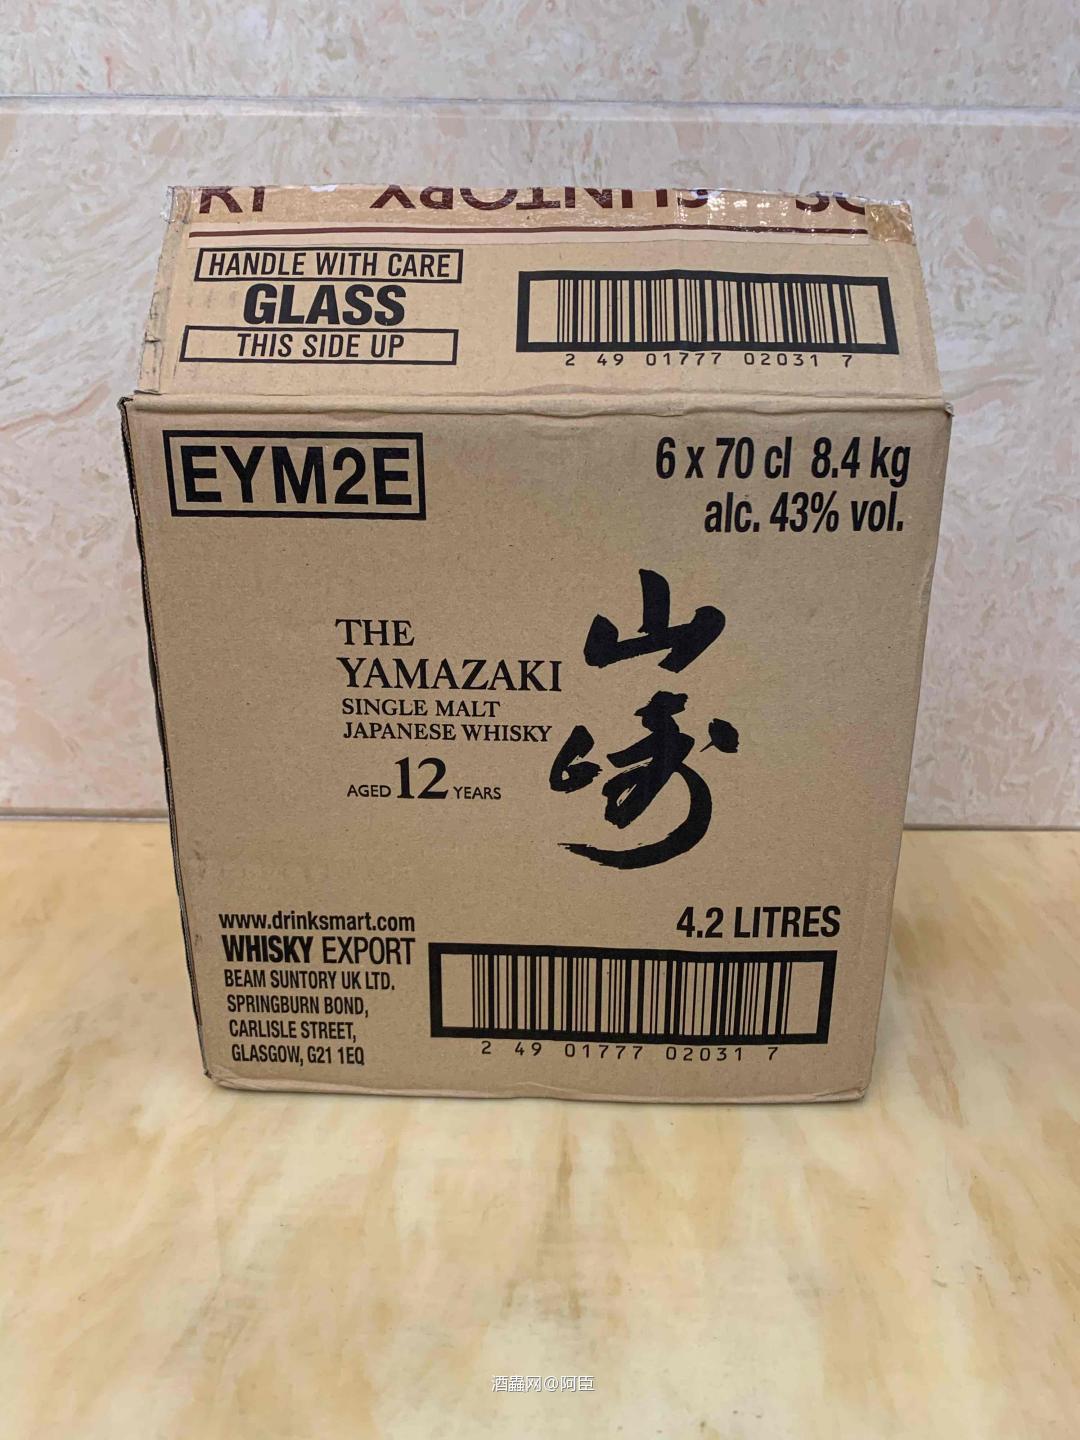 SUNTORY
HANDLE WITH CARE
GLASS
THIS SIDE UP
2 49 01777 02031 7
EYM2E
6 x 70 cl 8.4 kg
alc. 43% vol.
THE
YAMAZAKI
SINGLE MALT
JAPANESE WHISKY
AGED 12 YEARS
山崎
www.drinksmart.com
WHISKY EXPORT
BEAM SUNTORY UK LTD.
SPRINGBURN BOND,
CARLISLE STREET,
GLASGOW, G21 1EQ
4.2 LITRES
2 49 01777 02031 7
酒蟲网@阿臣